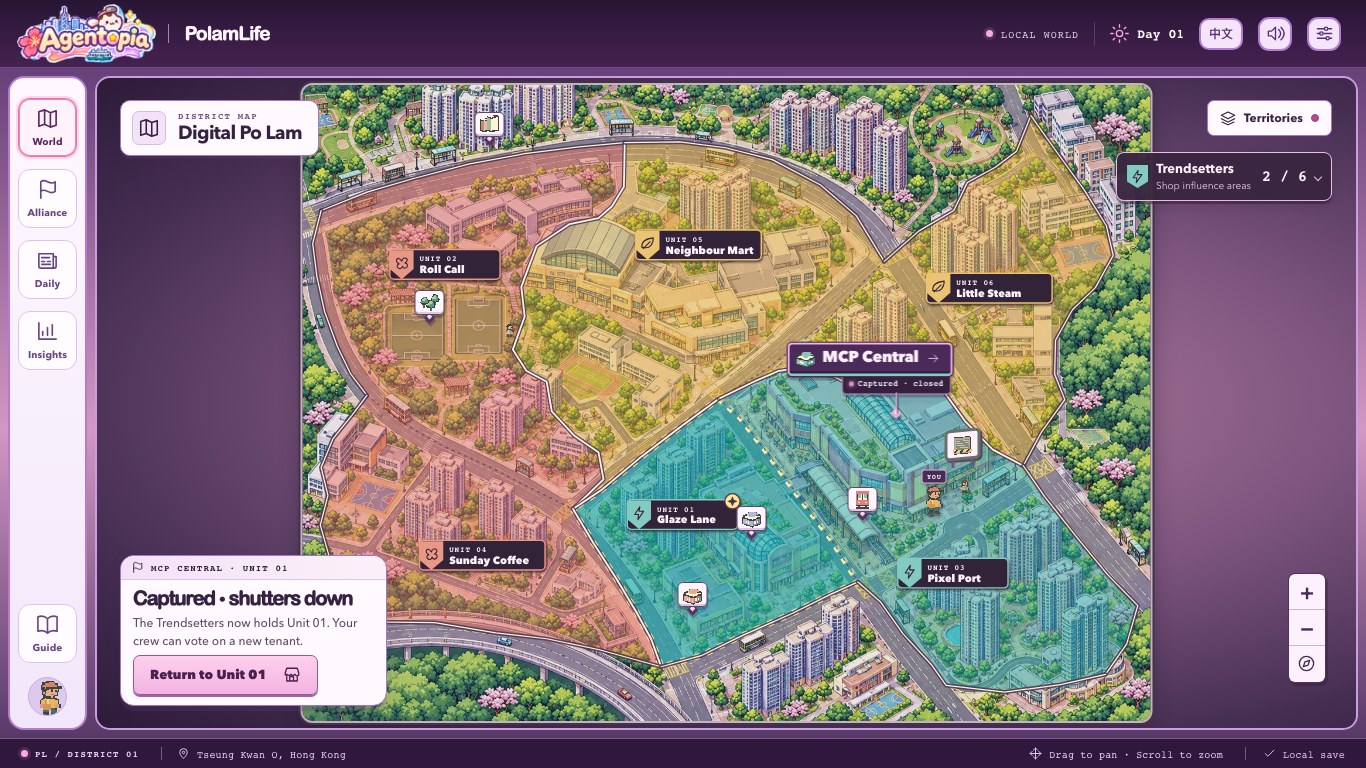 Agentopia
PolamLife
LOCAL WORLD
Day 01
中文
World
Alliance
Daily
Insights
Guide
DISTRICT MAP
Digital Po Lam
Territories
Trendsetters
Shop influence areas
2 / 6
UNIT 05
Neighbour Mart
UNIT 02
Roll Call
UNIT 06
Little Steam
MCP Central →
Captured · closed
YOU
UNIT 01
Glaze Lane
UNIT 04
Sunday Coffee
UNIT 03
Pixel Port
MCP CENTRAL · UNIT 01
Captured • shutters down
The Trendsetters now holds Unit 01. Your
crew can vote on a new tenant.
Return to Unit 01
+
−
PL / DISTRICT 01
Tseung Kwan O, Hong Kong
Drag to pan · Scroll to zoom
Local save